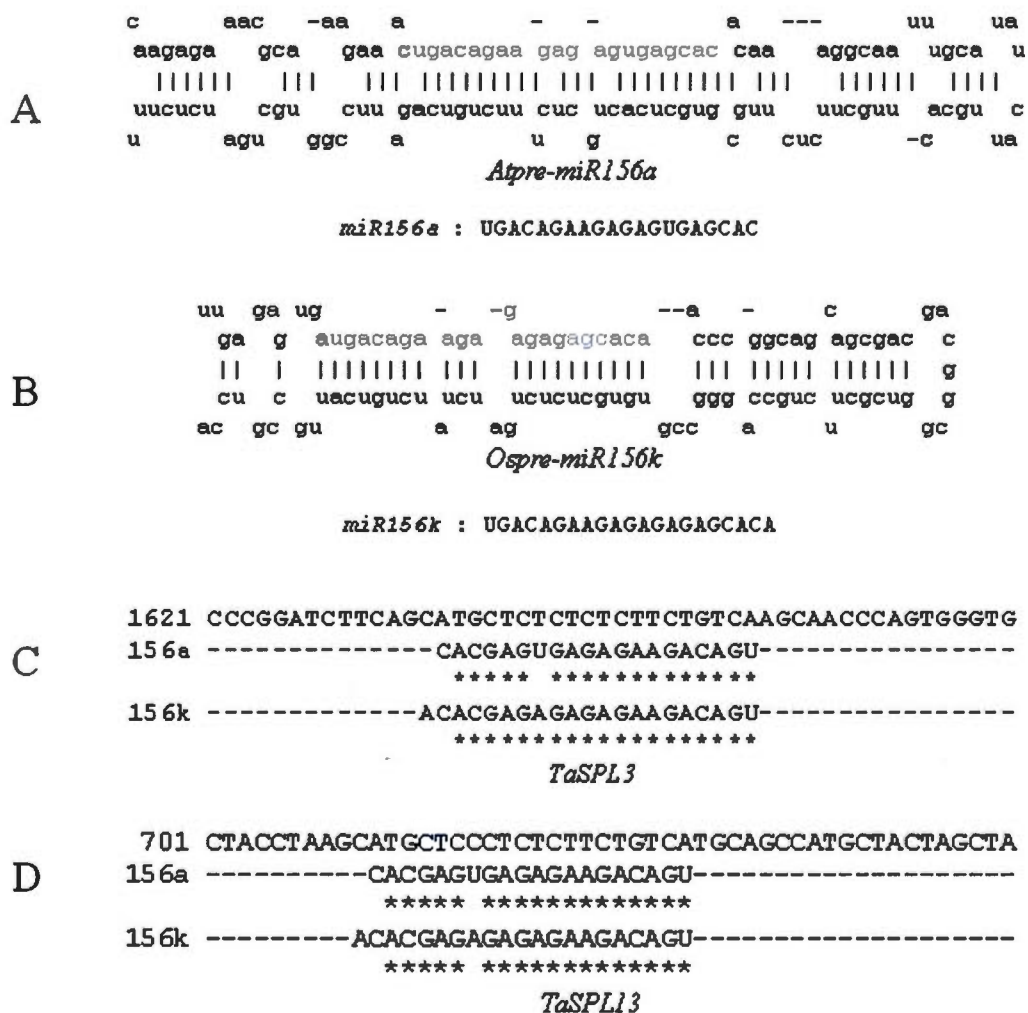 c aac -aa a - - a --- uu ua
aagaga gca gaa cugacagaa gag agugagcac caa aggcaa ugca u
A
|||||| ||| ||| ||||||||| ||| ||||||||| ||| |||||| ||||
uucucu cgu cuu gacugucuu cuc ucacucgug guu uucguu acgu c
u agu ggc a u g c cuc -c ua
Atpre-miR156a
miR156a : UGACAGAAGAGAGUGAGCAC
uu ga ug - -g --a - c ga
ga g augacaga aga agagagcaca ccc ggcag agcgac c
B
|| | |||||||| ||| |||||||||| ||| ||||| |||||| g
cu c uacugucu ucu ucucucgugu ggg ccguc ucgcug g
ac gc gu a ag gcc a u gc
Ospre-miR156k
miR156k : UGACAGAAGAGAGAGAGCACA
1621 CCCGGATCTTCAGCATGCTCTCTCTCTTCTGTCAAGCAACCCAGTGGGTG
C
156a --------------CACGAGUGAGAGAAGACAGU----------------
***** *************
156k -------------ACACGAGAGAGAGAAGACAGU----------------
*******************
TaSPL3
701 CTACCTAAGCATGCTCCCTCTCTTCTGTCATGCAGCCATGCTACTAGCTA
D
156a ----------CACGAGUGAGAGAAGACAGU--------------------
***** *************
156k ---------ACACGAGAGAGAGAAGACAGU--------------------
***** *************
TaSPL13